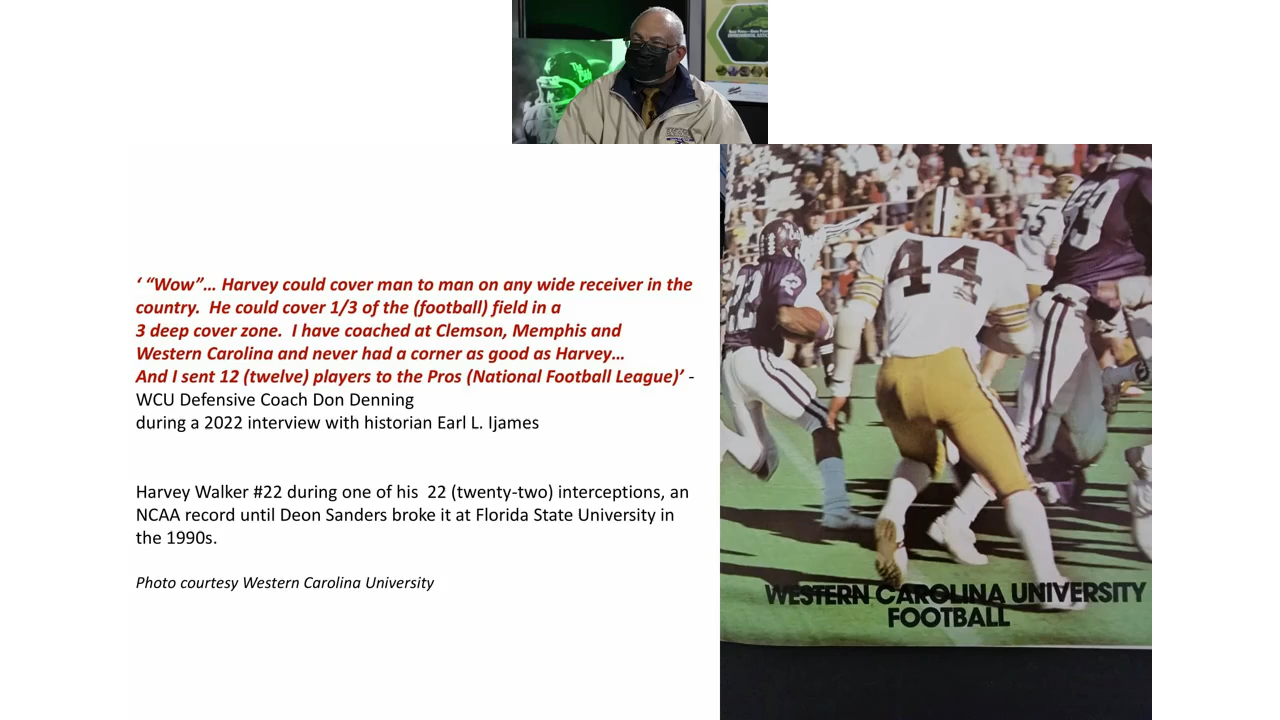 ‘ “Wow”… Harvey could cover man to man on any wide receiver in the
country.  He could cover 1/3 of the (football) field in a
3 deep cover zone.  I have coached at Clemson, Memphis and
Western Carolina and never had a corner as good as Harvey…
And I sent 12 (twelve) players to the Pros (National Football League)’ -
WCU Defensive Coach Don Denning
during a 2022 interview with historian Earl L. Ijames
Harvey Walker #22 during one of his  22 (twenty-two) interceptions, an
NCAA record until Deon Sanders broke it at Florida State University in
the 1990s.
Photo courtesy Western Carolina University
44
WESTERN CAROLINA UNIVERSITY
FOOTBALL